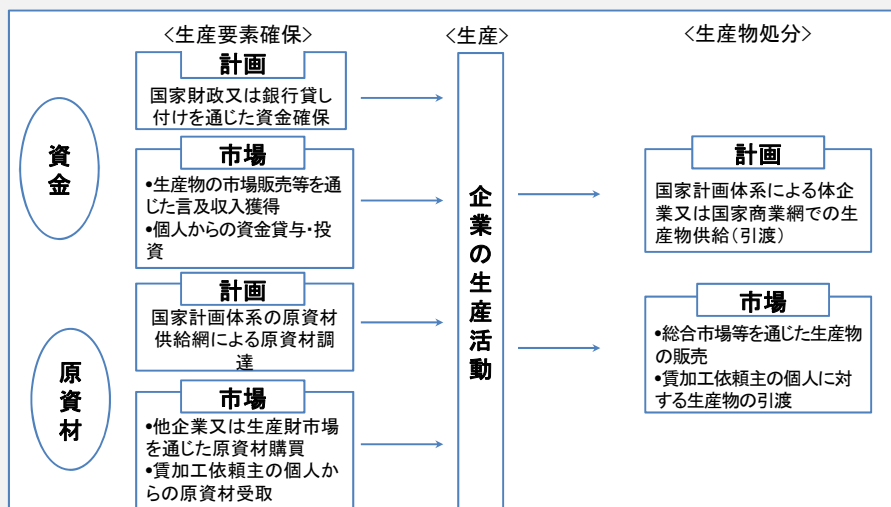 〈生産要素確保〉
〈生産〉
〈生産物処分〉
資金
計画
国家財政又は銀行貸し
付けを通じた資金確保
市場
•生産物の市場販売等を通
じた言及収入獲得
•個人からの資金貸与・投
資
原資材
計画
国家計画体系の原資材
供給網による原資材調
達
市場
•他企業又は生産財市場
を通じた原資材購買
•賃加工依頼主の個人か
らの原資材受取
企業の生産活動
計画
国家計画体系による体企
業又は国家商業網での生
産物供給(引渡)
市場
•総合市場等を通じた生産物
の販売
•賃加工依頼主の個人に対
する生産物の引渡